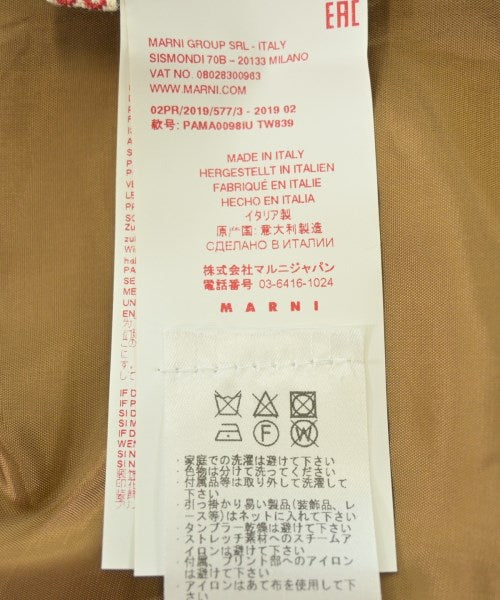 EAC
MARNI GROUP SRL - ITALY
SISMONDI 70B - 20133 MILANO
VAT NO. 08028300963
WWW.MARNI.COM
02PR/2019/577/3 - 2019 02
款号: PAMA0098IU TW839
MADE IN ITALY
HERGESTELLT IN ITALIEN
FABRIQUÉ EN ITALIE
HECHO EN ITALIA
イタリア製
原产国: 意大利製造
СДЕЛАНО В ИТАЛИИ
株式会社マルニジャパン
電話番号 03-6416-1024
MARNI
F W
・家庭での洗濯は避けて下さい
・色物は分けて洗ってください
・付属品等は取り外して洗濯して
下さい
・引っ掛かり易い製品(装飾品、レ
ース等)はネットに入れて下さい
・タンブラー乾燥は避けて下さい
・ストレッチ素材へのスチームア
イロンは避けて下さい
・付属、プリント部へのアイロン
は避けて下さい
・アイロンはあて布を使用して下
さい